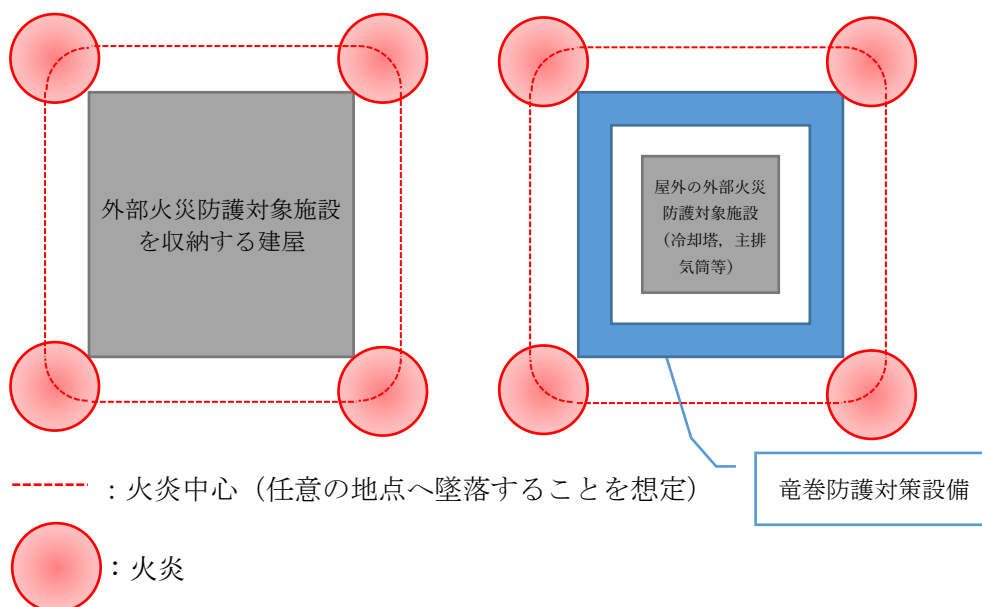 外部火災防護対象施設
を収納する建屋
屋外の外部火災
防護対象施設
（冷却塔，主排
気筒等）
：火炎中心（任意の地点へ墜落することを想定）
竜巻防護対策設備
：火炎